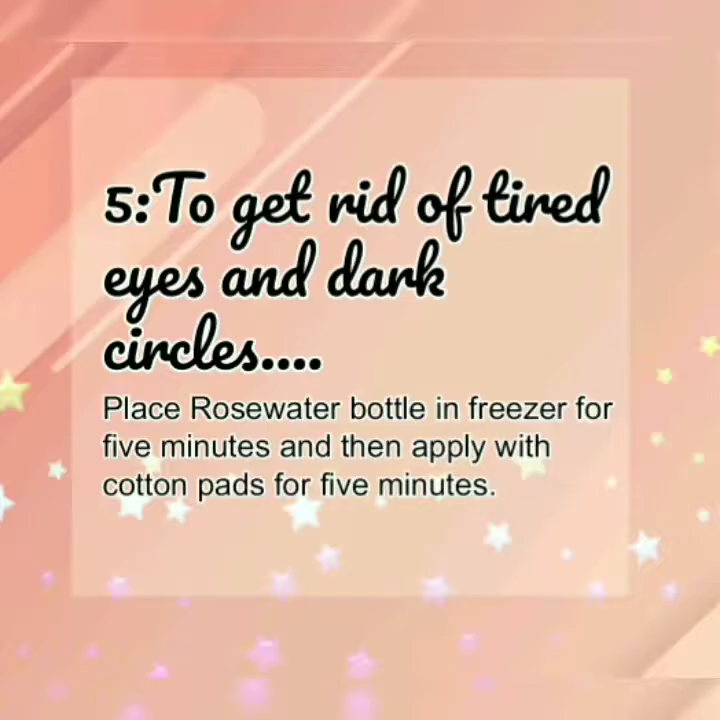 5:To get rid of tired
eyes and dark
circles....
Place Rosewater bottle in freezer for
five minutes and then apply with
cotton pads for five minutes.